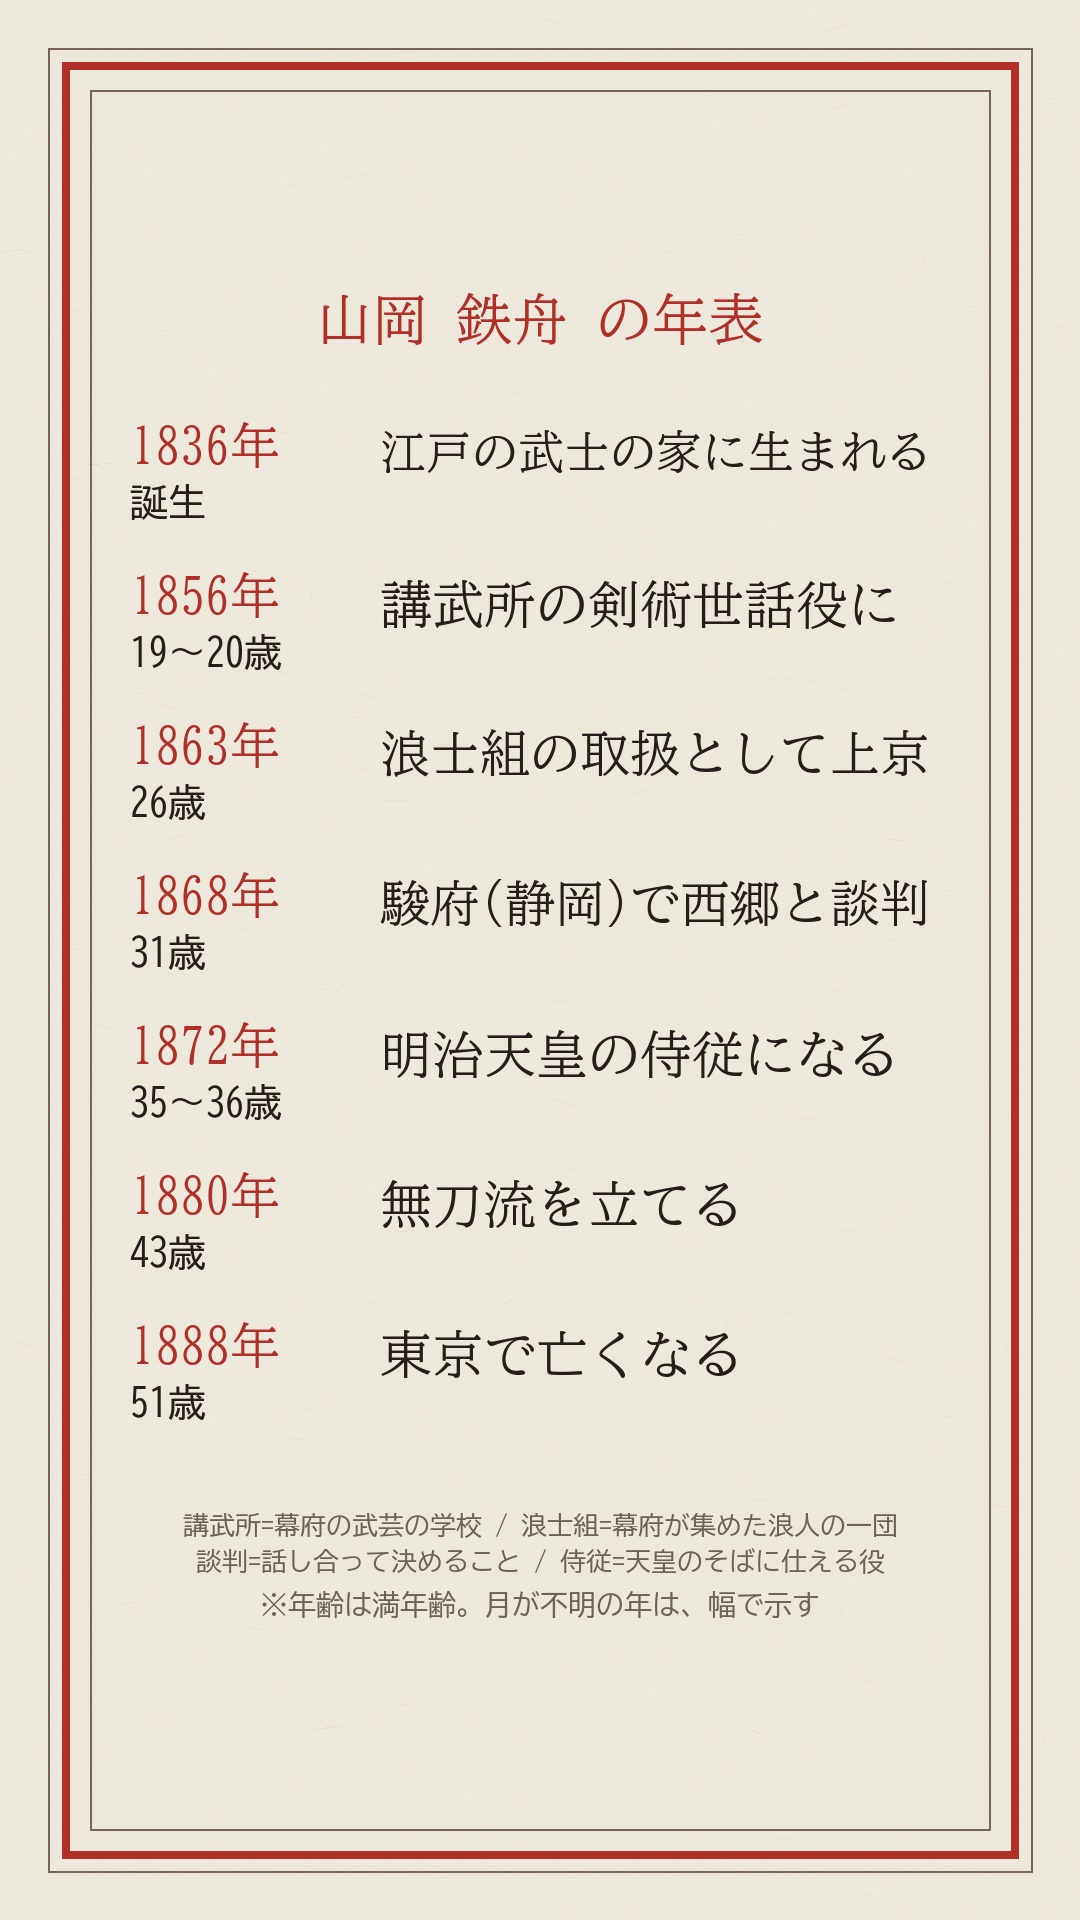 山岡 鉄舟 の年表
1836年 江戸の武士の家に生まれる
誕生
1856年 講武所の剣術世話役に
19〜20歳
1863年 浪士組の取扱として上京
26歳
1868年 駿府(静岡)で西郷と談判
31歳
1872年 明治天皇の侍従になる
35〜36歳
1880年 無刀流を立てる
43歳
1888年 東京で亡くなる
51歳
講武所=幕府の武芸の学校 / 浪士組=幕府が集めた浪人の一団
談判=話し合って決めること / 侍従=天皇のそばに仕える役
※年齢は満年齢。月が不明の年は、幅で示す